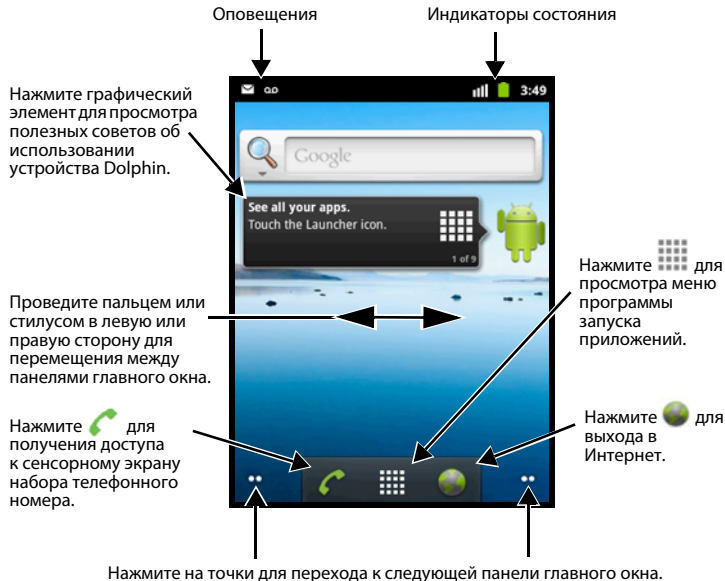 Оповещения
Индикаторы состояния
3:49
Нажмите графический
элемент для просмотра
полезных советов об
использовании
устройства Dolphin.
Google
See all your apps.
Touch the Launcher icon.
1 of 9
Нажмите для
просмотра меню
программы
запуска
приложений.
Проведите пальцем или
стилусом в левую или
правую сторону для
перемещения между
панелями главного окна.
Нажмите для
получения доступа
к сенсорному экрану
набора телефонного
номера.
Нажмите для
выхода в
Интернет.
Нажмите на точки для перехода к следующей панели главного окна.